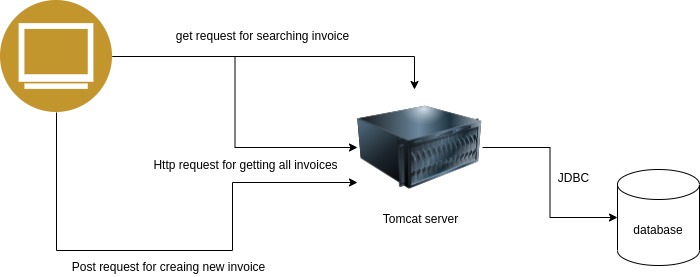 get request for searching invoice
Http request for getting all invoices
JDBC
Tomcat server
database
Post request for creaing new invoice